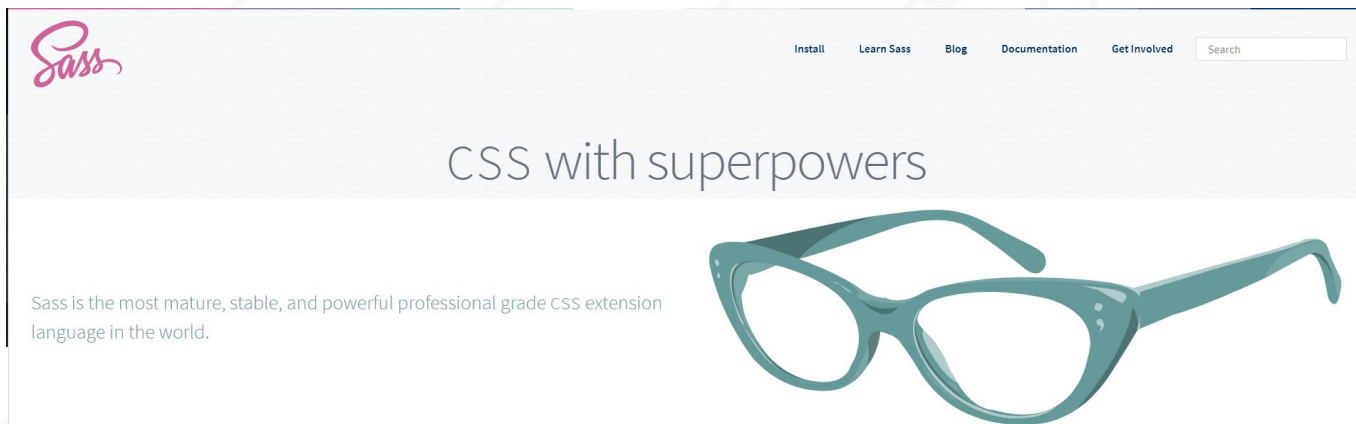 Sass
Install Learn Sass Blog Documentation Get Involved Search
CSS with superpowers
Sass is the most mature, stable, and powerful professional grade CSS extension
language in the world.